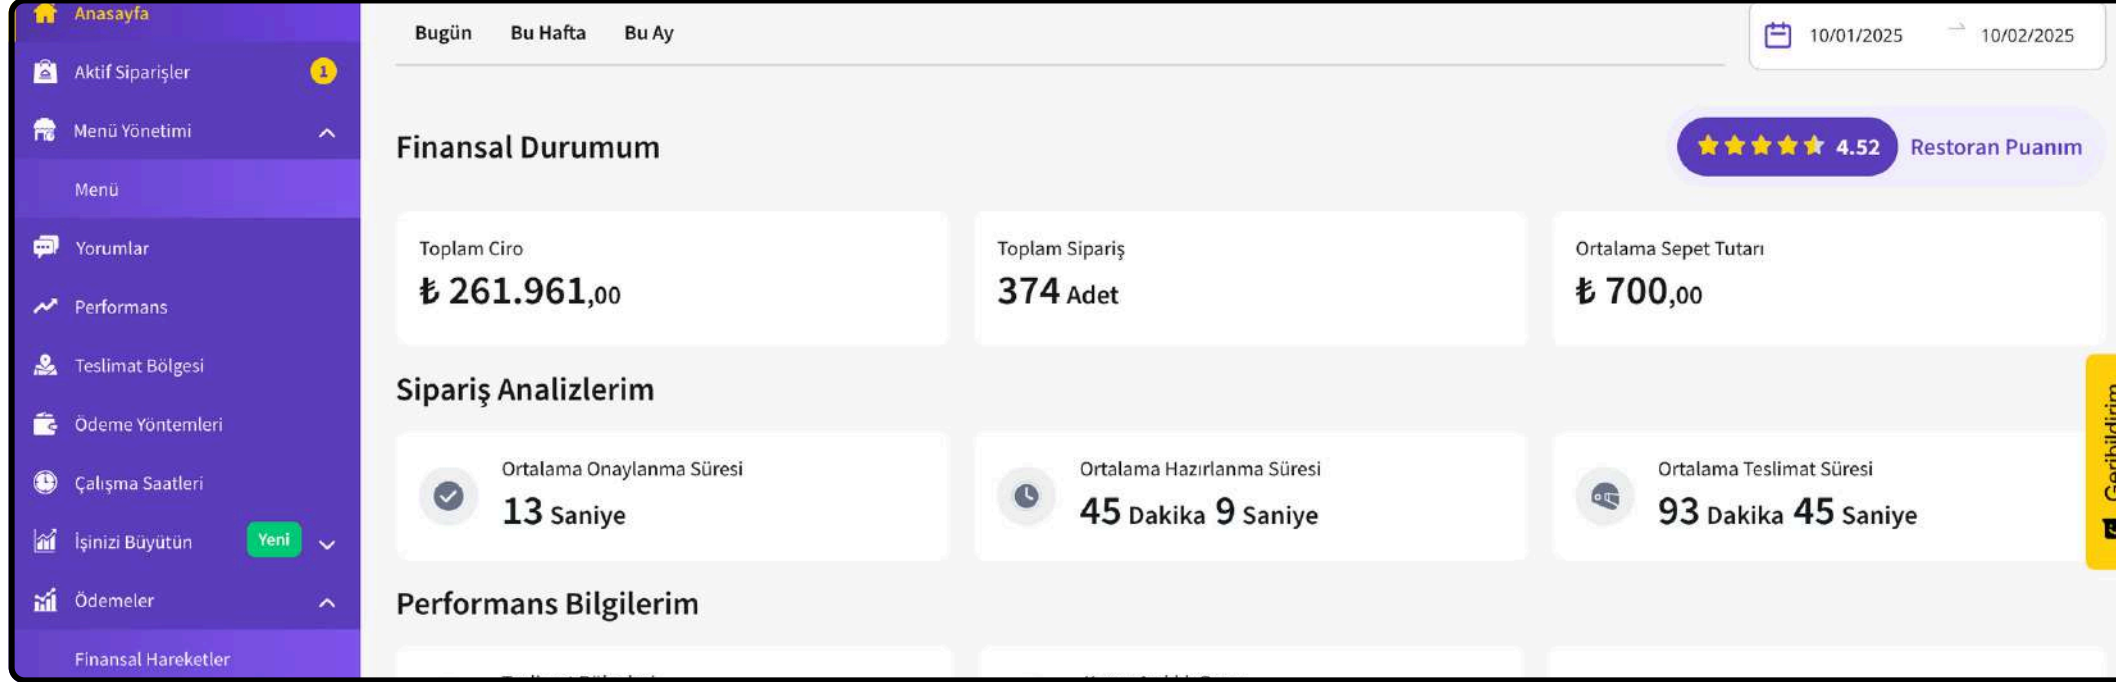 Anasayfa
Aktif Siparişler 1
Menü Yönetimi
Menü
Yorumlar
Performans
Teslimat Bölgesi
Ödeme Yöntemleri
Çalışma Saatleri
İşinizi Büyütün Yeni
Ödemeler
Finansal Hareketler
Bugün Bu Hafta Bu Ay
10/01/2025 → 10/02/2025
Finansal Durumum
4.52 Restoran Puanım
Toplam Ciro
₺ 261.961,00
Toplam Sipariş
374 Adet
Ortalama Sepet Tutarı
₺ 700,00
Sipariş Analizlerim
Ortalama Onaylanma Süresi
13 Saniye
Ortalama Hazırlanma Süresi
45 Dakika 9 Saniye
Ortalama Teslimat Süresi
93 Dakika 45 Saniye
Geribildirim
Performans Bilgilerim